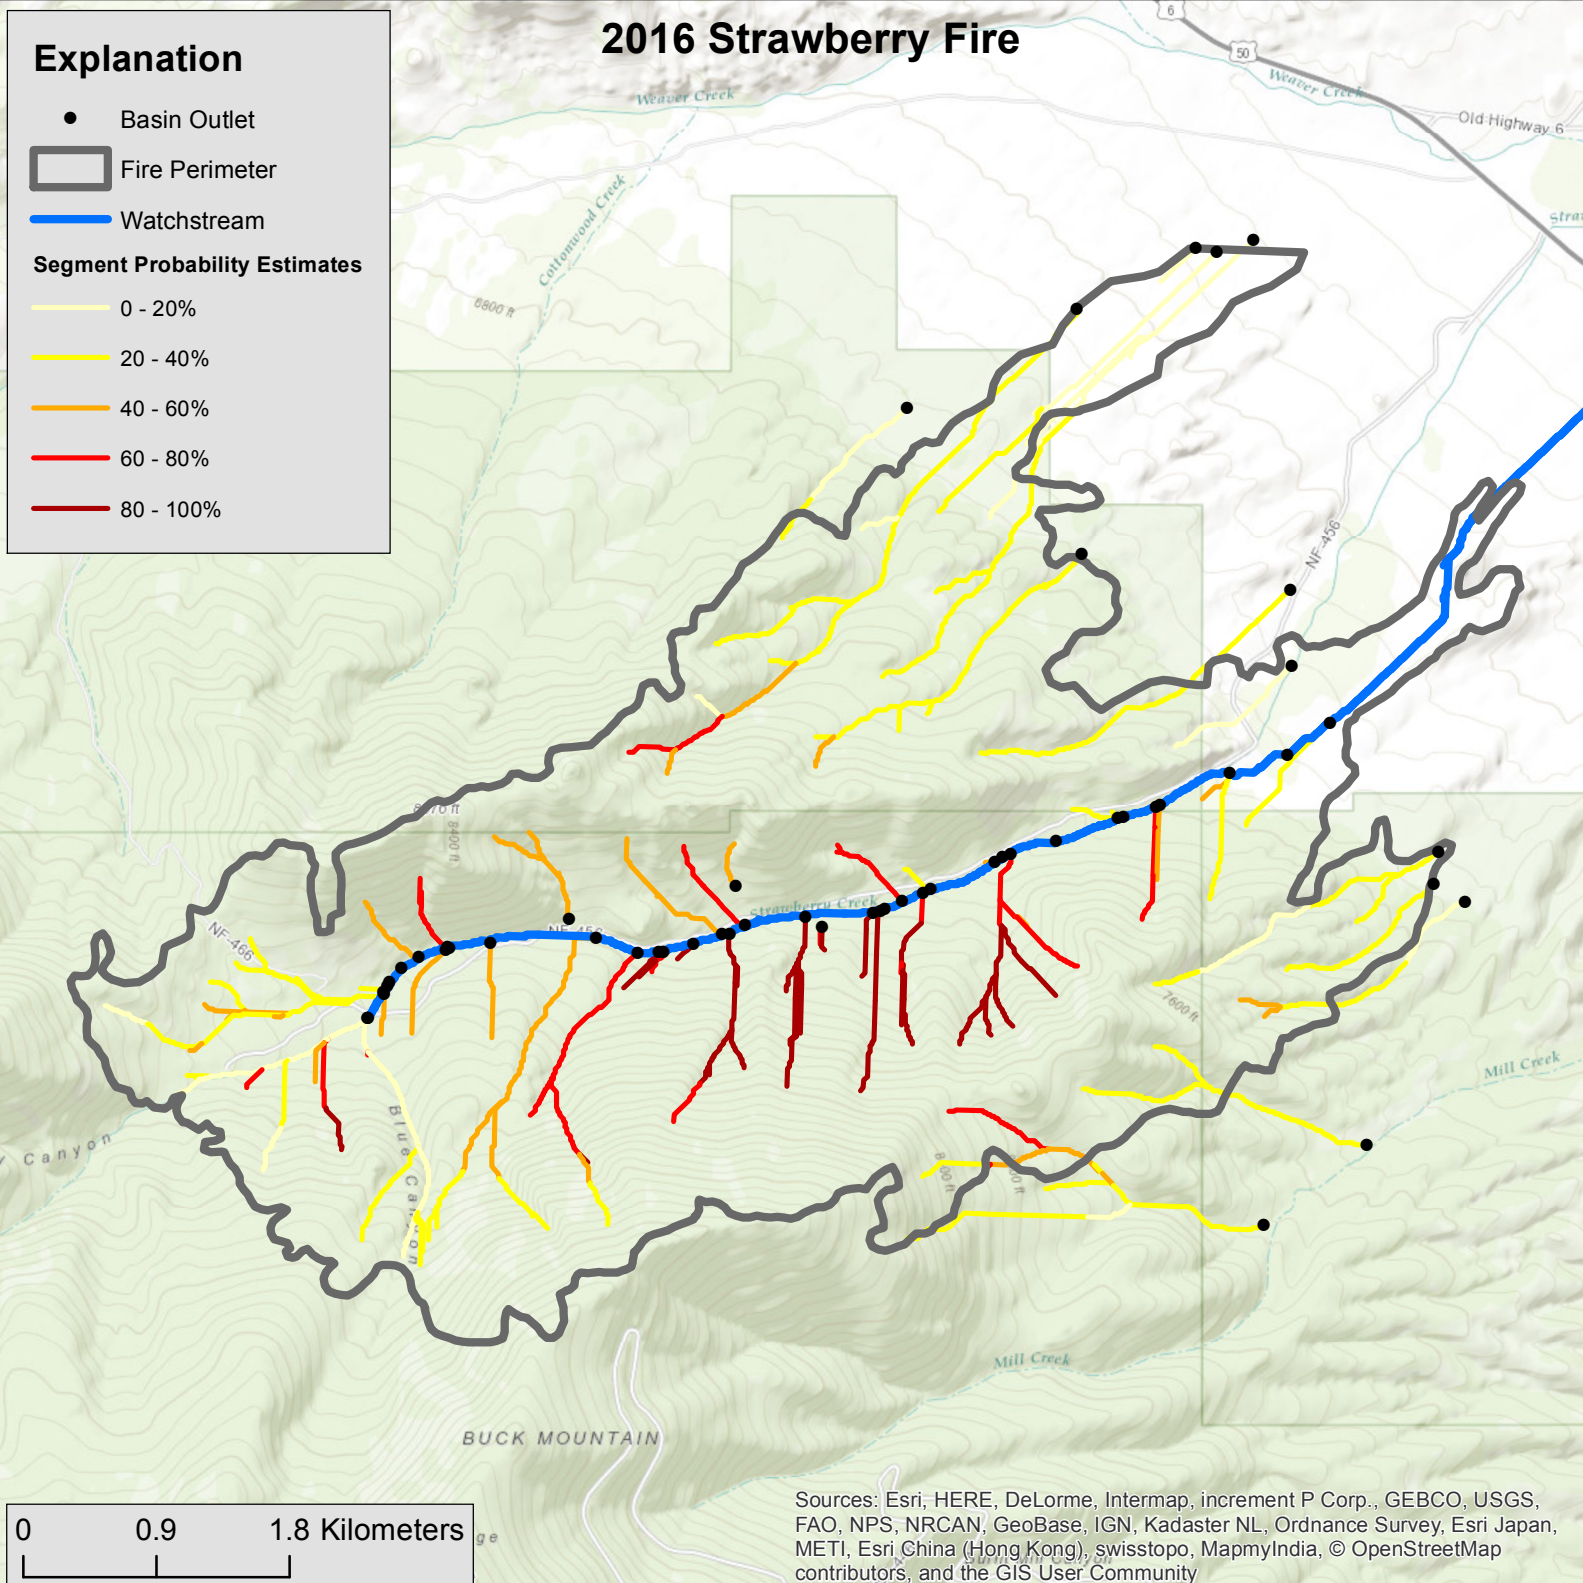 2016 Strawberry Fire
Explanation
Basin Outlet
Fire Perimeter
Watchstream
Segment Probability Estimates
0 - 20%
20 - 40%
40 - 60%
60 - 80%
80 - 100%
6
50
Weaver Creek
Weaver Creek
Old Highway 6
Cottonwood Creek
6800 ft
NF-456
8400 ft
Strawberry Creek
NF-466
7600 ft
Mill Creek
Canyon
Blue Canyon
Mill Creek
BUCK MOUNTAIN
0 0.9 1.8 Kilometers
Sources: Esri, HERE, DeLorme, Intermap, increment P Corp., GEBCO, USGS,
FAO, NPS, NRCAN, GeoBase, IGN, Kadaster NL, Ordnance Survey, Esri Japan,
METI, Esri China (Hong Kong), swisstopo, MapmyIndia, © OpenStreetMap
contributors, and the GIS User Community